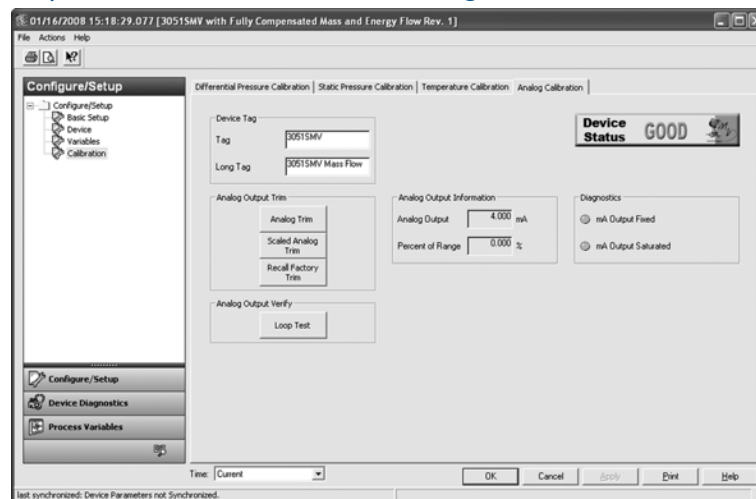 01/16/2008 15:18:29.077 [3051SMV with Fully Compensated Mass and Energy Flow Rev. 1]
File Actions Help
Configure/Setup
Configure/Setup
Basic Setup
Device
Variables
Calibration
Configure/Setup
Device Diagnostics
Process Variables
Differential Pressure Calibration Static Pressure Calibration Temperature Calibration Analog Calibration
Device Tag
Tag 3051SMV
Long Tag 3051SMV Mass Flow
Device Status GOOD
Analog Output Trim
Analog Trim
Scaled Analog Trim
Recall Factory Trim
Analog Output Verify
Loop Test
Analog Output Information
Analog Output 4.000 mA
Percent of Range 0.000 %
Diagnostics
mA Output Fixed
mA Output Saturated
Time: Current
OK Cancel Apply Print Help
last synchronized: Device Parameters not Synchronized.